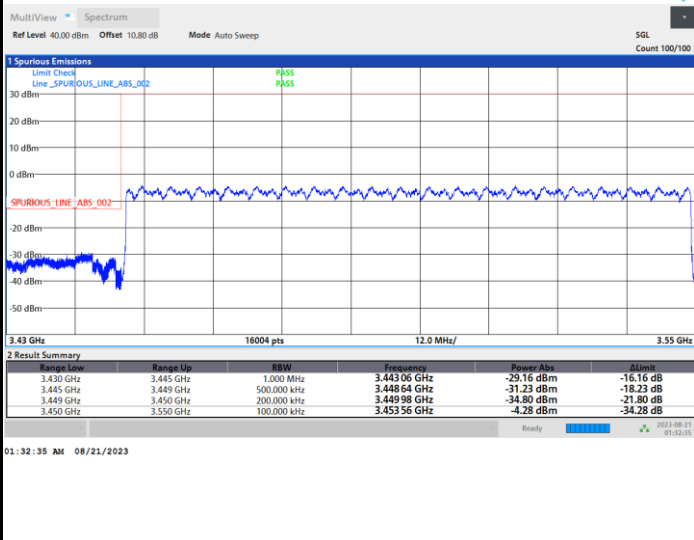 MultiView Spectrum
Ref Level 40.00 dBm Offset 10.80 dB Mode Auto Sweep SGL
Count 100/100
1 Spurious Emissions
Limit Check PASS
Line _SPURIOUS_LINE_ABS_002 PASS
30 dBm
20 dBm
10 dBm
0 dBm
_SPURIOUS_LINE_ABS_002
-20 dBm
-30 dBm
-40 dBm
-50 dBm
3.43 GHz 16004 pts 12.0 MHz/ 3.55 GHz
2 Result Summary
Range Low Range Up RBW Frequency Power Abs ΔLimit
3.430 GHz 3.445 GHz 1.000 MHz 3.443 06 GHz -29.16 dBm -16.16 dB
3.445 GHz 3.449 GHz 500.000 kHz 3.448 64 GHz -31.23 dBm -18.23 dB
3.449 GHz 3.450 GHz 200.000 kHz 3.449 98 GHz -34.80 dBm -21.80 dB
3.450 GHz 3.550 GHz 100.000 kHz 3.453 56 GHz -4.28 dBm -34.28 dB
Ready 2023-08-21
01:32:35
01:32:35 AM 08/21/2023